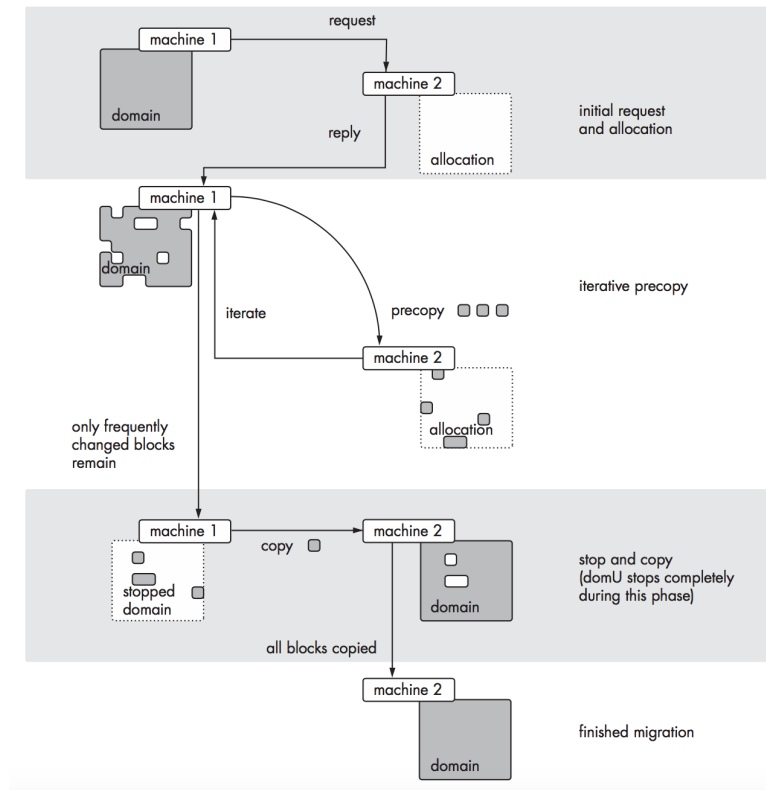 request
machine 1
machine 2
domain
initial request
and allocation
reply
allocation
machine 1
domain
iterative precopy
iterate
precopy
machine 2
allocation
only frequently
changed blocks
remain
machine 1
machine 2
copy
stopped
domain
domain
stop and copy
(domU stops completely
during this phase)
all blocks copied
machine 2
finished migration
domain